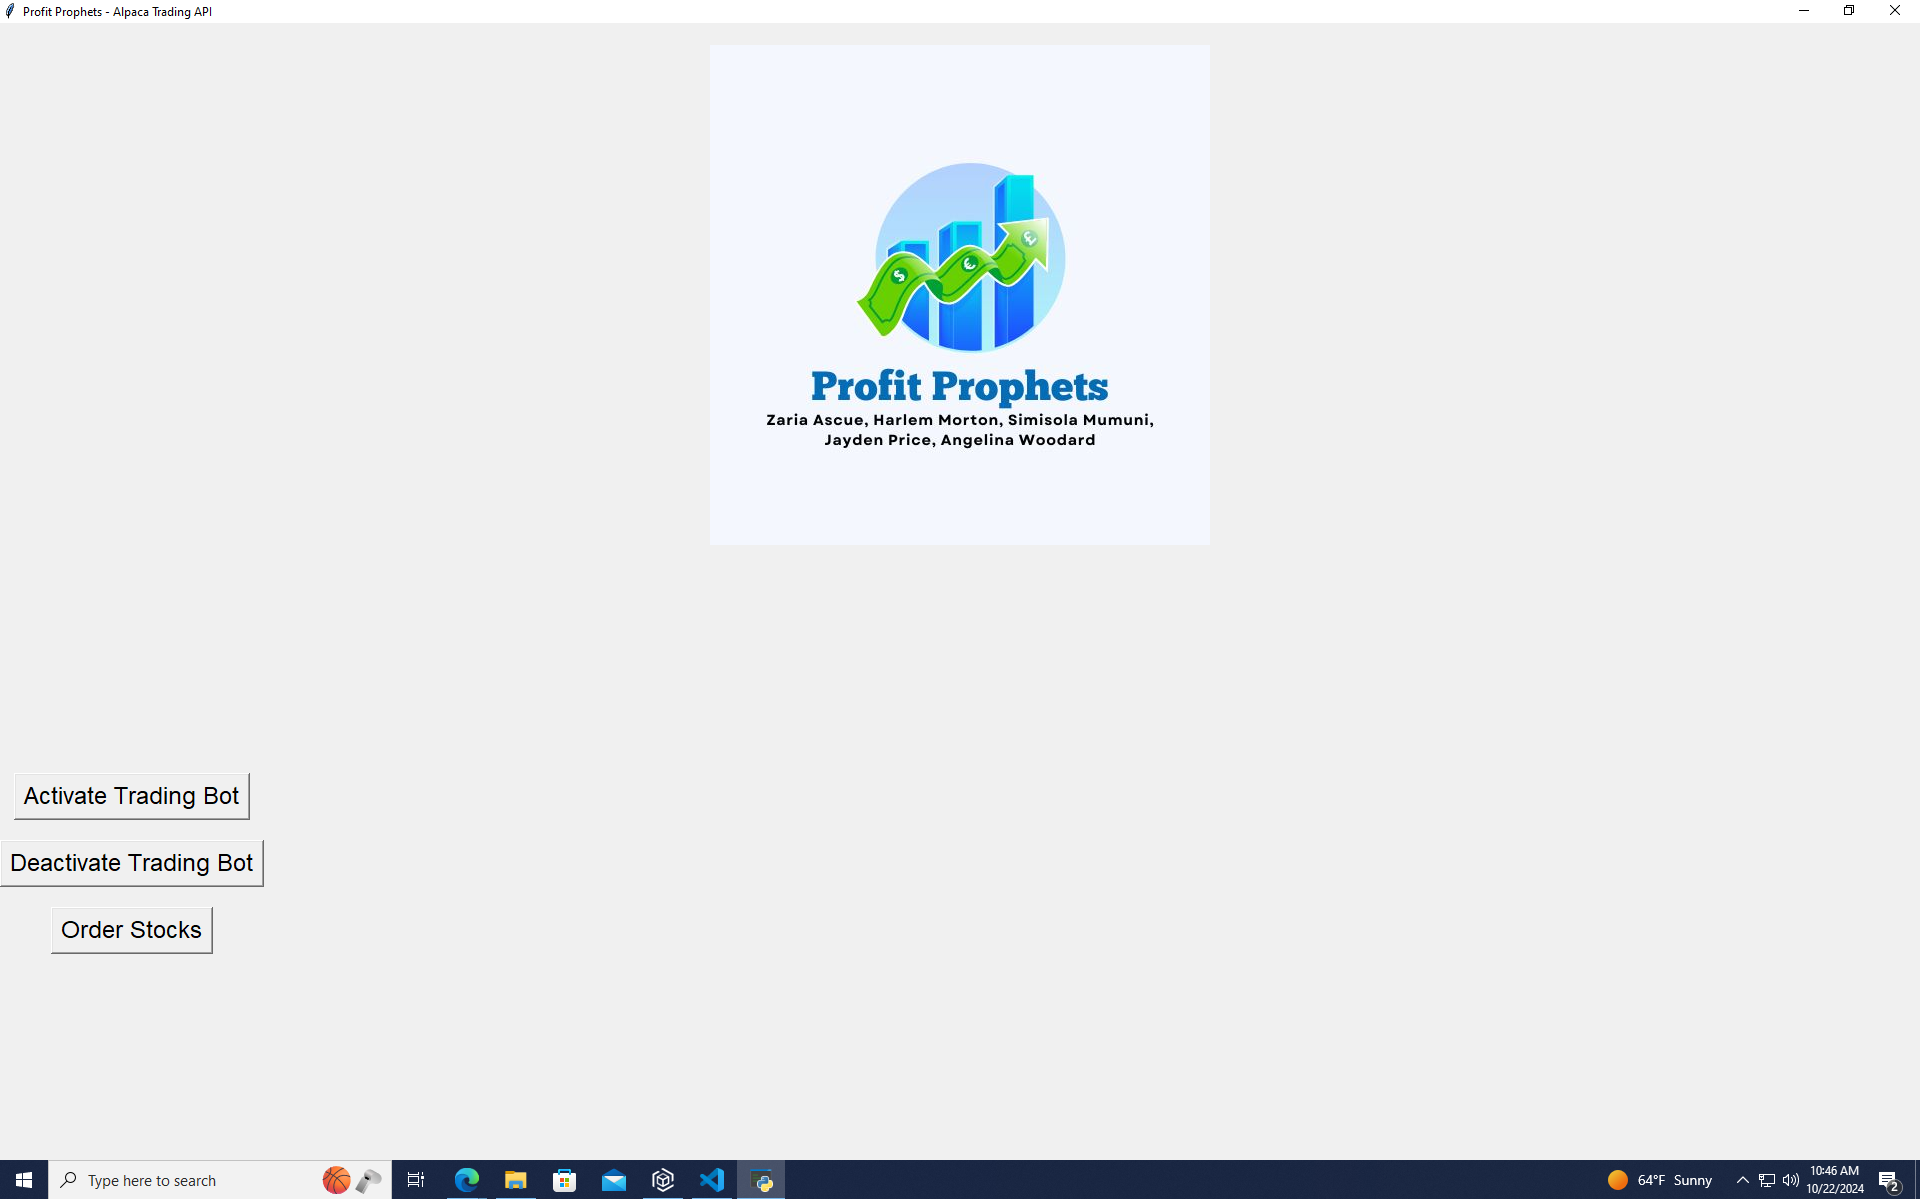 Profit Prophets - Alpaca Trading API
$ € £
Profit Prophets
Zaria Ascue, Harlem Morton, Simisola Mumuni,
Jayden Price, Angelina Woodard
Activate Trading Bot
Deactivate Trading Bot
Order Stocks
Type here to search
64°F Sunny
10:46 AM
10/22/2024
2